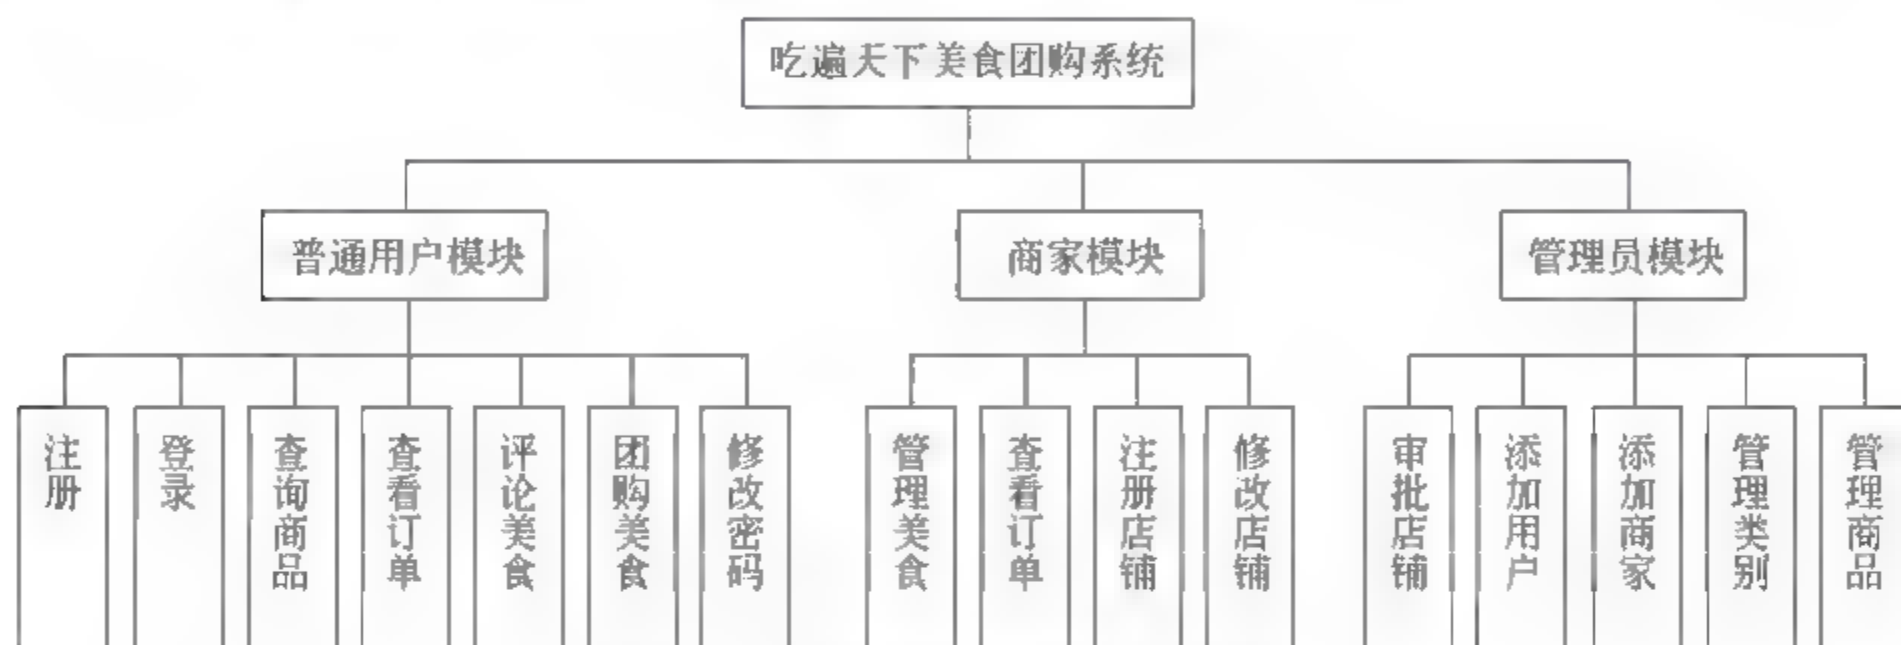 吃遍天下美食团购系统
普通用户模块
商家模块
管理员模块
注册
登录
查询商品
查看订单
评论美食
团购美食
修改密码
管理美食
查看订单
注册店铺
修改店铺
审批店铺
添加用户
添加商家
管理类别
管理商品